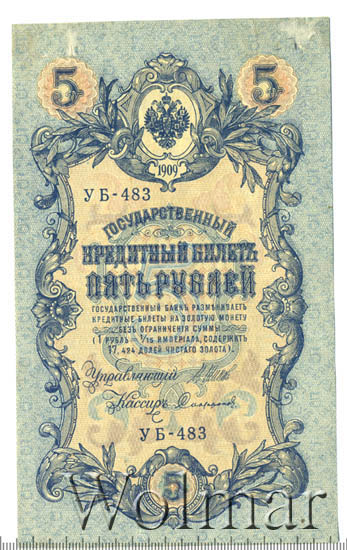 5 5
1909
УБ-483
ГОСУДАРСТВЕННЫЙ
КРЕДИТНЫЙ БИЛЕТЪ
ПЯТЬ РУБЛЕЙ
ГОСУДАРСТВЕННЫЙ БАНКЪ РАЗМѢНИВАЕТЪ
КРЕДИТНЫЕ БИЛЕТЫ НА ЗОЛОТУЮ МОНЕТУ
БЕЗЪ ОГРАНИЧЕНІЯ СУММЫ
(1 РУБЛЬ = 1/15 ИМПЕРІАЛА, СОДЕРЖИТЪ
17,424 ДОЛЕЙ ЧИСТАГО ЗОЛОТА).
Управляющій
Кассиръ
УБ-483
5
Wolmar